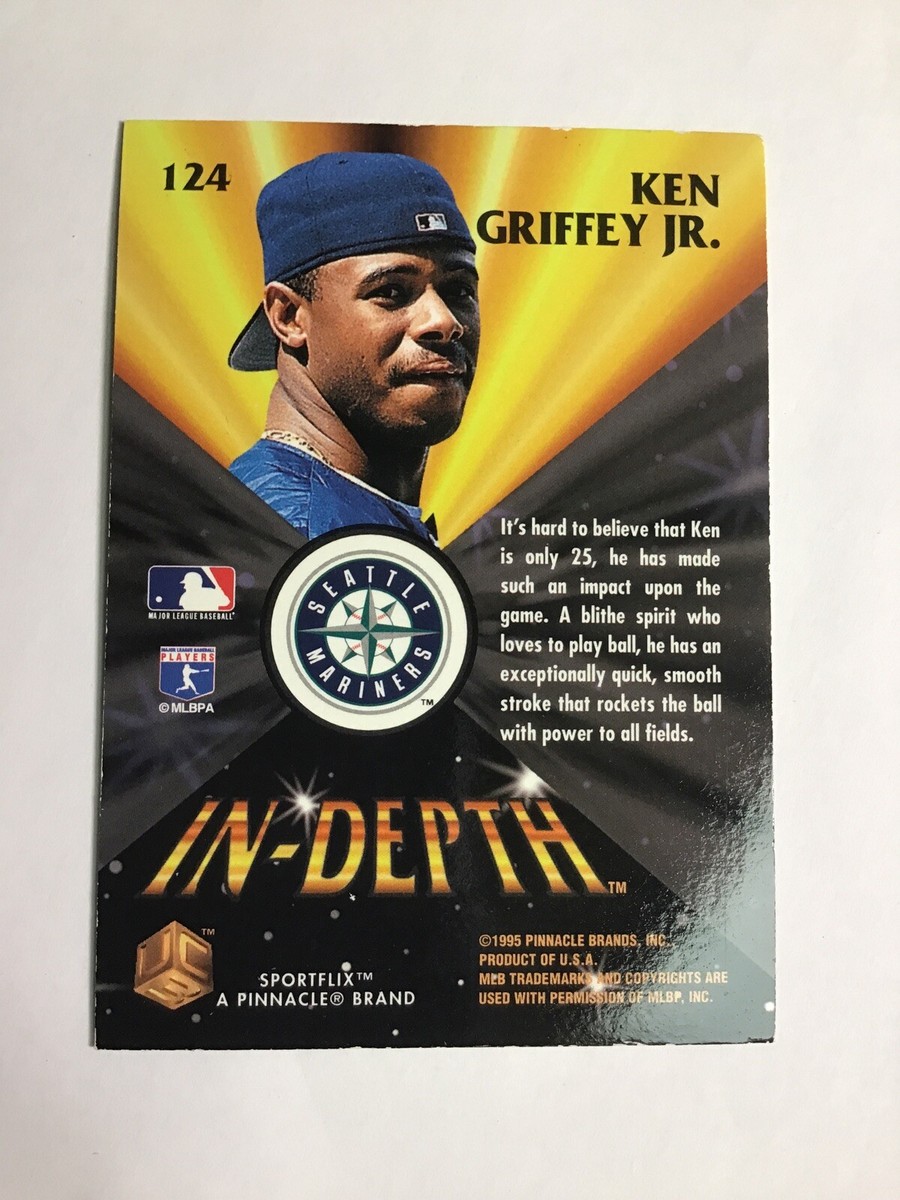 124
KEN
GRIFFEY JR.
It's hard to believe that Ken
is only 25, he has made
such an impact upon the
game. A blithe spirit who
loves to play ball, he has an
exceptionally quick, smooth
stroke that rockets the ball
with power to all fields.
MAJOR LEAGUE BASEBALL
MAJOR LEAGUE BASEBALL
PLAYERS
© MLBPA
SEATTLE
MARINERS
TM
IN-DEPTH™
UC3
TM
SPORTFLIX™
A PINNACLE® BRAND
©1995 PINNACLE BRANDS, INC.
PRODUCT OF U.S.A.
MLB TRADEMARKS AND COPYRIGHTS ARE
USED WITH PERMISSION OF MLBP, INC.